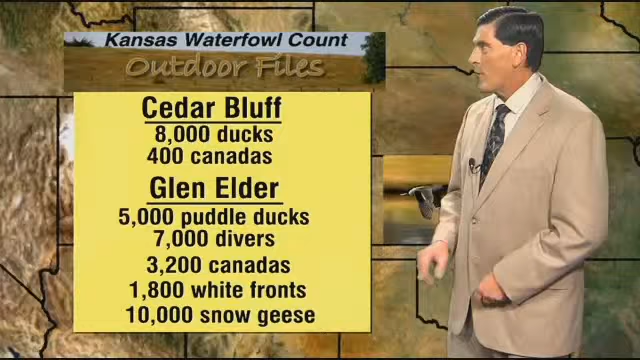 Kansas Waterfowl Count
Outdoor Files
Cedar Bluff
8,000 ducks
400 canadas
Glen Elder
5,000 puddle ducks
7,000 divers
3,200 canadas
1,800 white fronts
10,000 snow geese